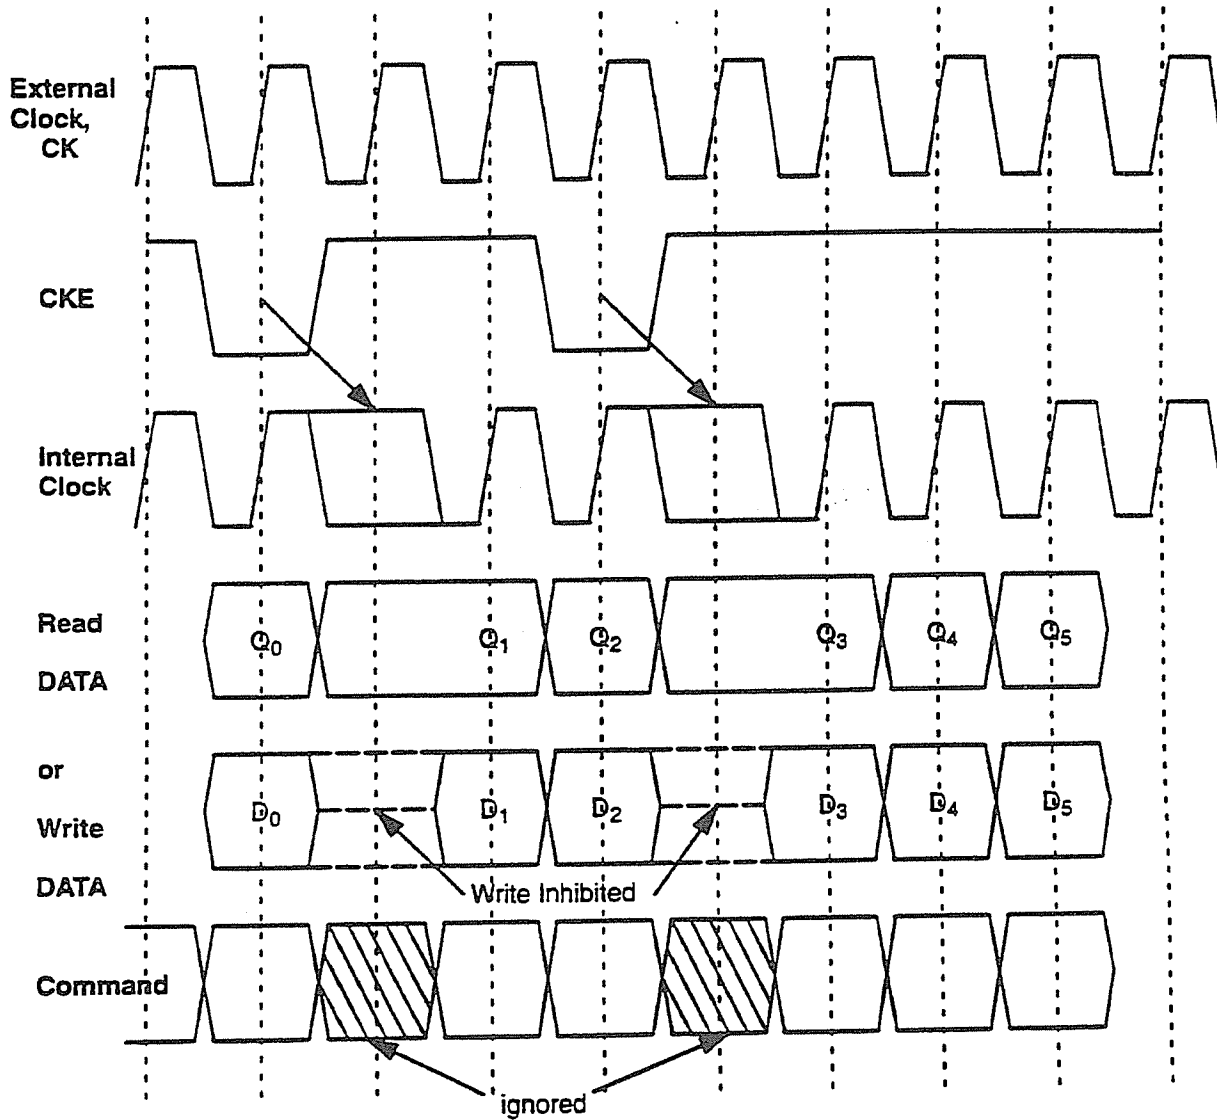 External
Clock,
CK
CKE
Internal
Clock
Read
DATA
Q0 Q1 Q2 Q3 Q4 Q5
or
Write
DATA
D0 D1 D2 D3 D4 D5
Write Inhibited
Command
ignored